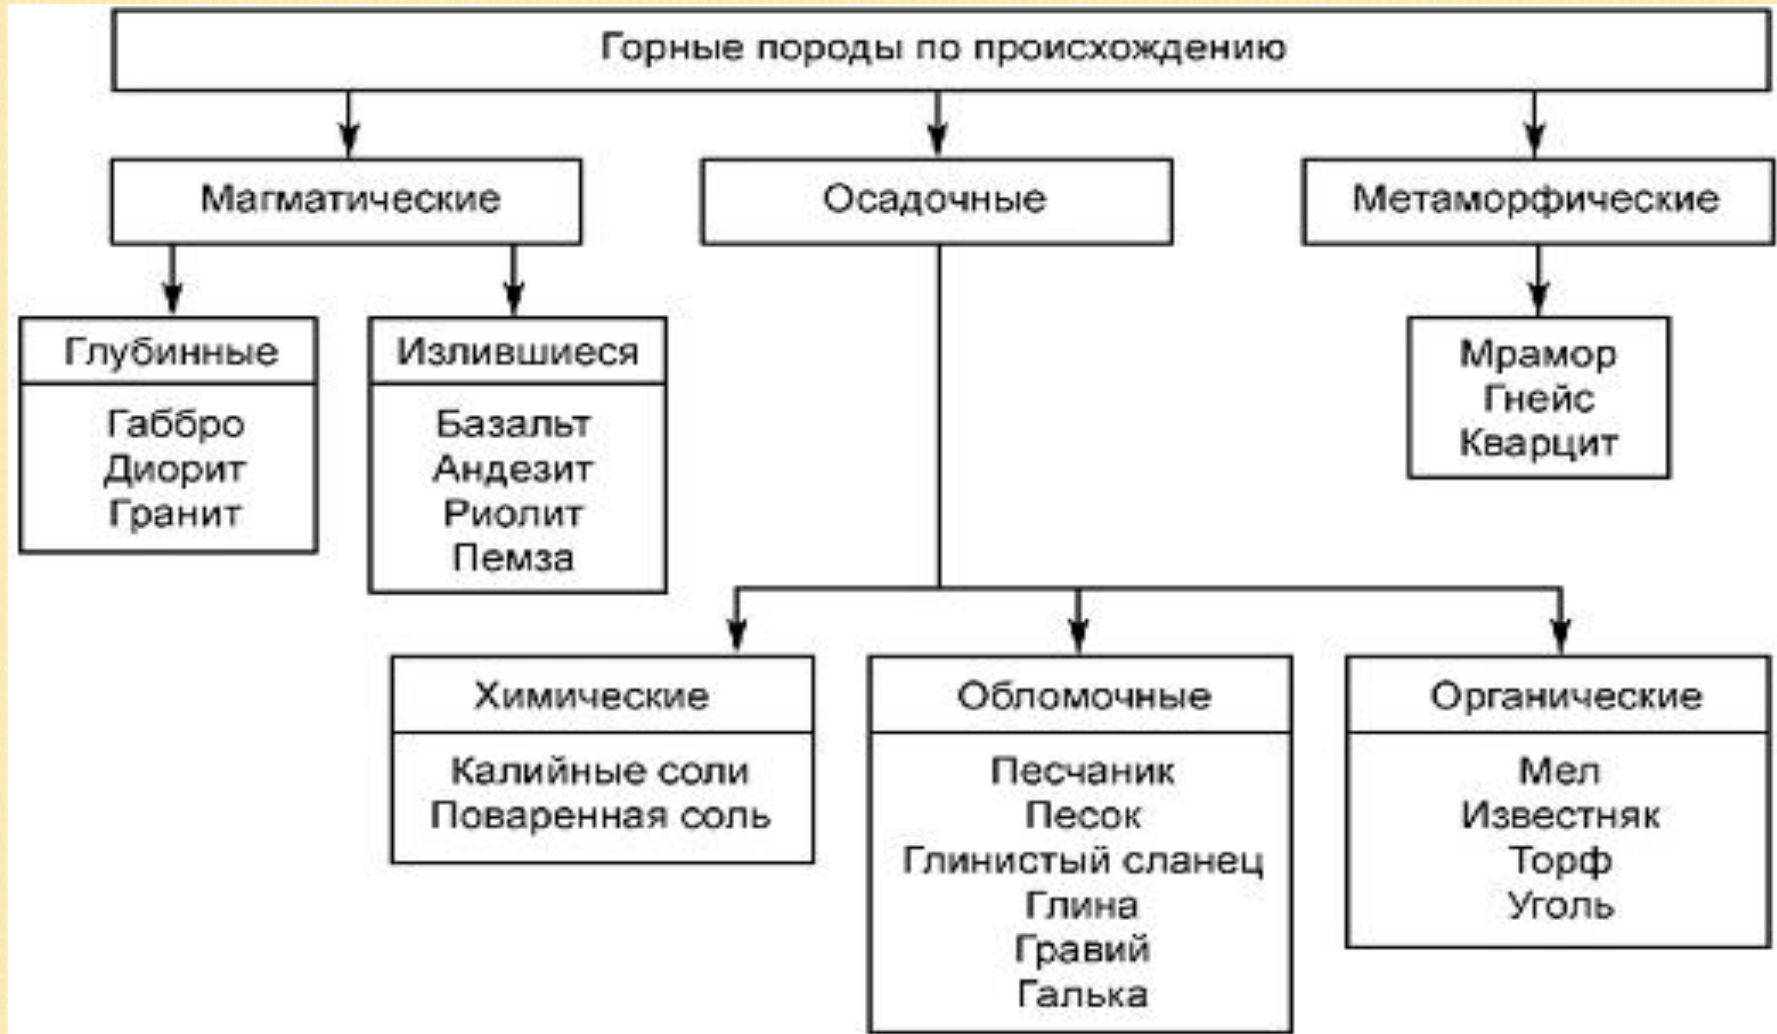 Горные породы по происхождению
Магматические
Осадочные
Метаморфические
Глубинные
Габбро
Диорит
Гранит
Излившиеся
Базальт
Андезит
Риолит
Пемза
Мрамор
Гнейс
Кварцит
Химические
Калийные соли
Поваренная соль
Обломочные
Песчаник
Песок
Глинистый сланец
Глина
Гравий
Галька
Органические
Мел
Известняк
Торф
Уголь